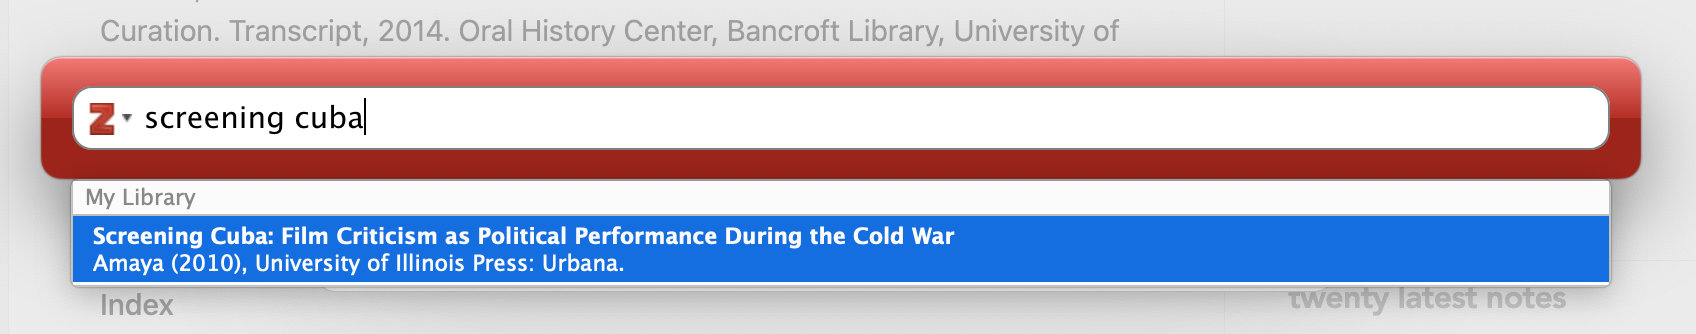 Curation. Transcript, 2014. Oral History Center, Bancroft Library, University of
Z screening cuba
My Library
Screening Cuba: Film Criticism as Political Performance During the Cold War
Amaya (2010), University of Illinois Press: Urbana.
Index
twenty latest notes